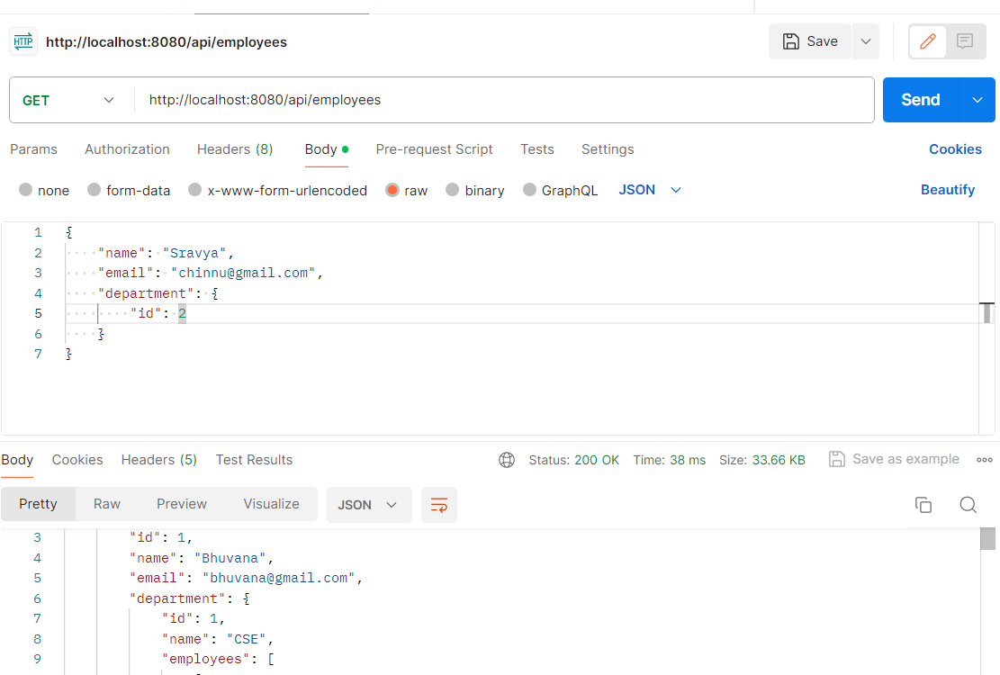 HTTP http://localhost:8080/api/employees Save
GET http://localhost:8080/api/employees Send
Params Authorization Headers (8) Body Pre-request Script Tests Settings Cookies
none form-data x-www-form-urlencoded raw binary GraphQL JSON Beautify
1 {
2 "name": "Sravya",
3 "email": "chinnu@gmail.com",
4 "department": {
5 "id": 2
6 }
7 }
Body Cookies Headers (5) Test Results Status: 200 OK Time: 38 ms Size: 33.66 KB Save as example
Pretty Raw Preview Visualize JSON
3 "id": 1,
4 "name": "Bhuvana",
5 "email": "bhuvana@gmail.com",
6 "department": {
7 "id": 1,
8 "name": "CSE",
9 "employees": [